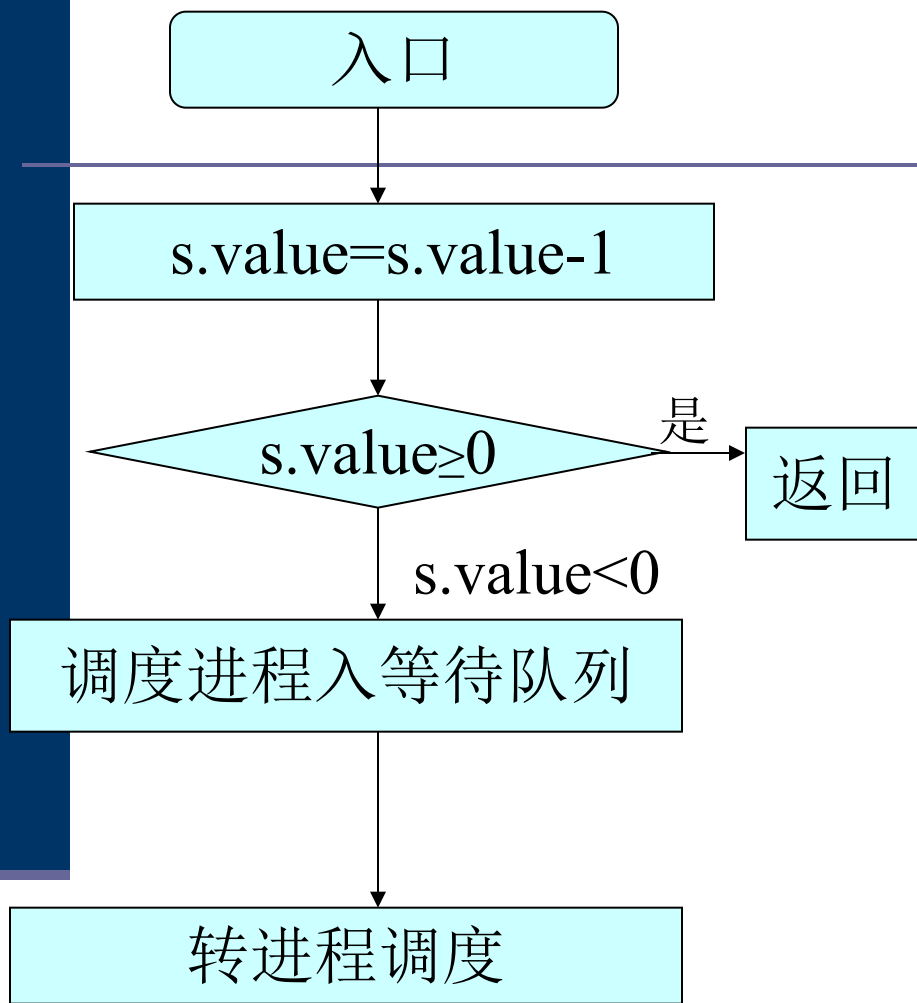 入口
s.value=s.value-1
s.value≥0
是
返回
s.value<0
调度进程入等待队列
转进程调度